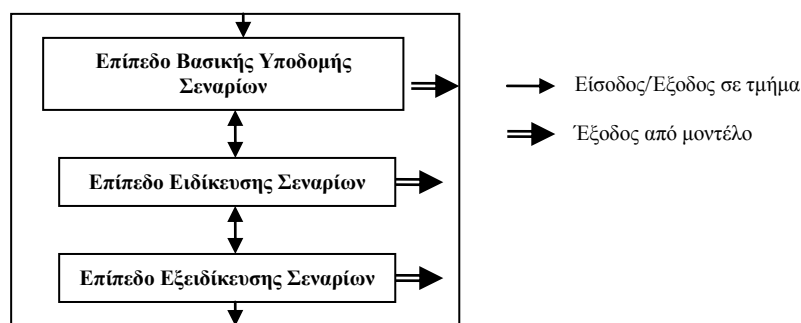 Επίπεδο Βασικής Υποδομής
Σεναρίων
Επίπεδο Ειδίκευσης Σεναρίων
Επίπεδο Εξειδίκευσης Σεναρίων
Είσοδος/Έξοδος σε τμήμα
Έξοδος από μοντέλο